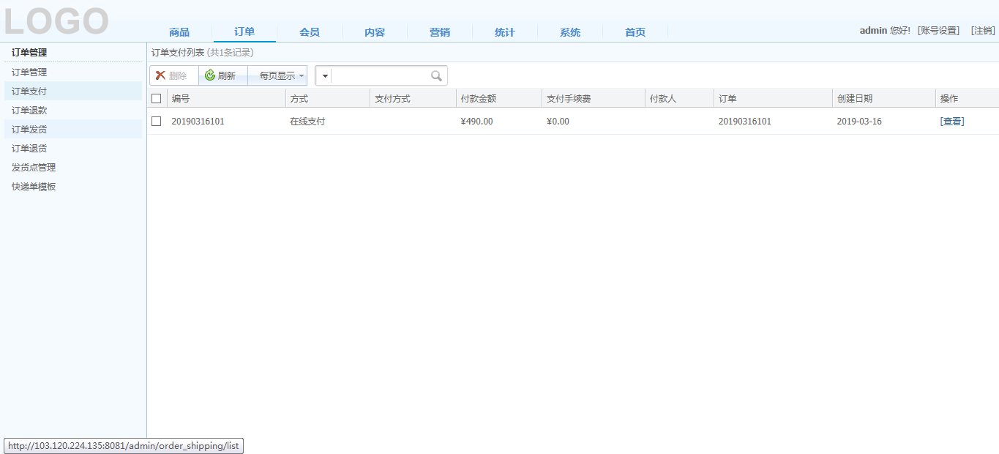 LOGO
商品 订单 会员 内容 营销 统计 系统 首页 admin 您好! [账号设置] [注销]
订单管理
订单管理
订单支付
订单退款
订单发货
订单退货
发货点管理
快递单模板
订单支付列表 (共1条记录)
删除 刷新 每页显示
编号 方式 支付方式 付款金额 支付手续费 付款人 订单 创建日期 操作
20190316101 在线支付 ¥490.00 ¥0.00 20190316101 2019-03-16 [查看]
http://103.120.224.135:8081/admin/order_shipping/list